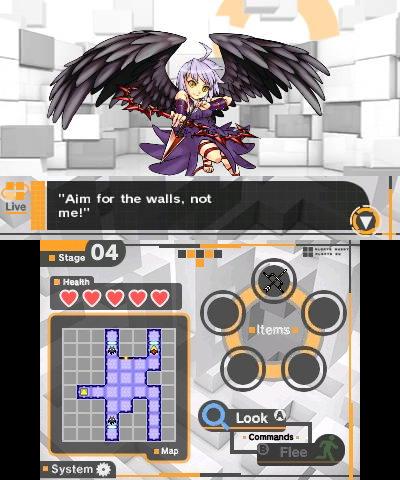 "Aim for the walls, not
me!"
Live
Stage 04
Health
Items
Look A
Commands
B Flee
Map
System